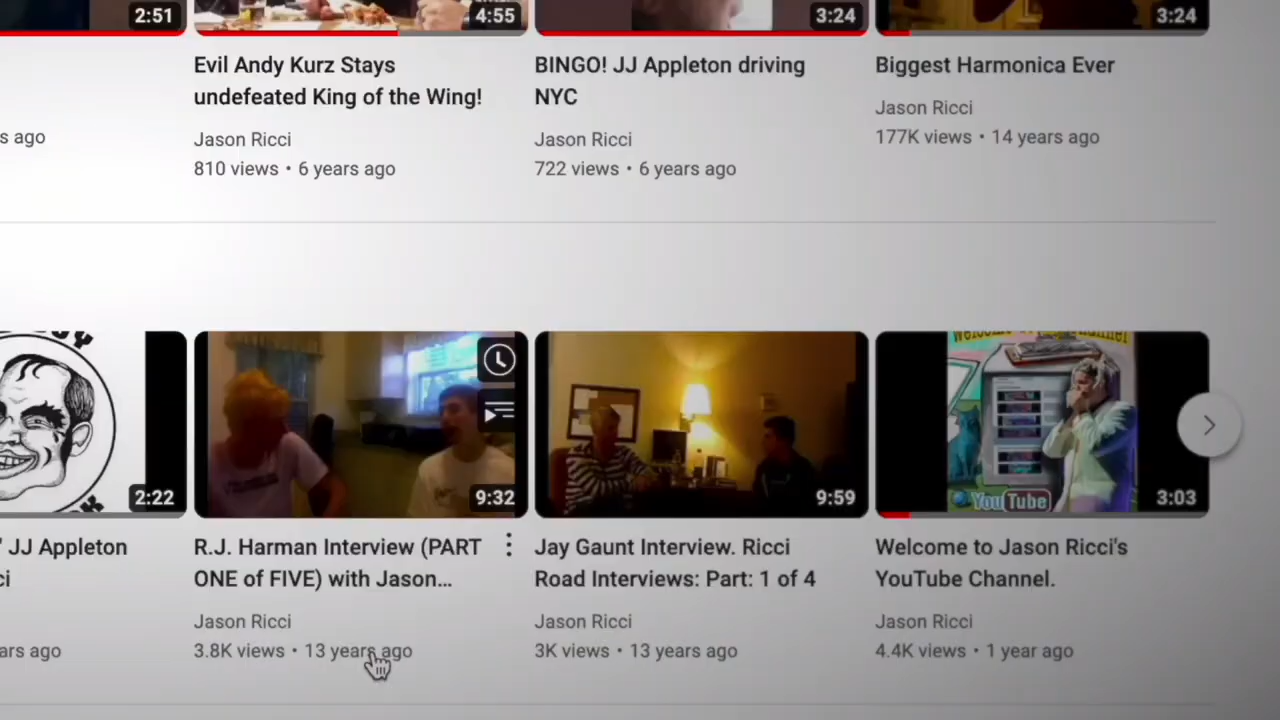 2:51
4:55
3:24
3:24
Evil Andy Kurz Stays
undefeated King of the Wing!
BINGO! JJ Appleton driving
NYC
Biggest Harmonica Ever
Jason Ricci
177K views • 14 years ago
s ago
Jason Ricci
810 views • 6 years ago
Jason Ricci
722 views • 6 years ago
2:22
9:32
9:59
YouTube
3:03
JJ Appleton
ci
ars ago
R.J. Harman Interview (PART
ONE of FIVE) with Jason...
Jason Ricci
3.8K views • 13 years ago
Jay Gaunt Interview. Ricci
Road Interviews: Part: 1 of 4
Jason Ricci
3K views • 13 years ago
Welcome to Jason Ricci's
YouTube Channel.
Jason Ricci
4.4K views • 1 year ago